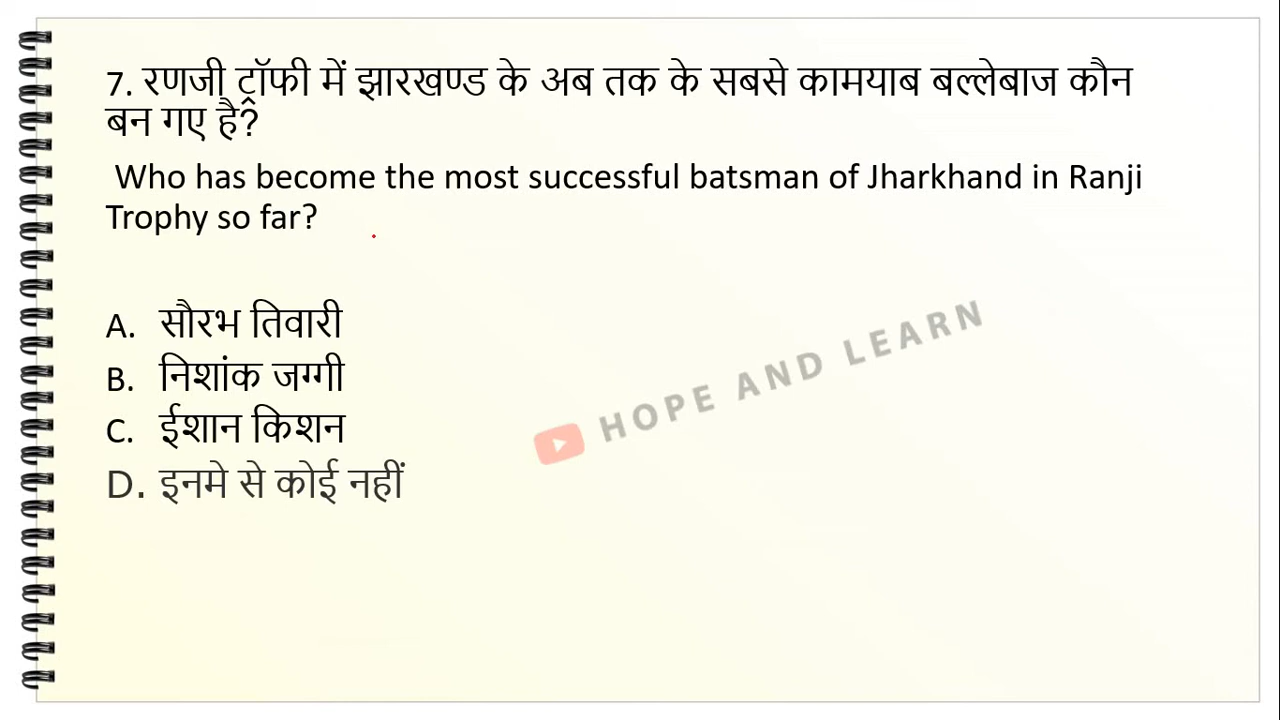 7. रणजी ट्रॉफी में झारखण्ड के अब तक के सबसे कामयाब बल्लेबाज कौन
बन गए है?
Who has become the most successful batsman of Jharkhand in Ranji
Trophy so far?
A. सौरभ तिवारी
B. निशांक जग्गी
C. ईशान किशन
D. इनमे से कोई नहीं
HOPE AND LEARN